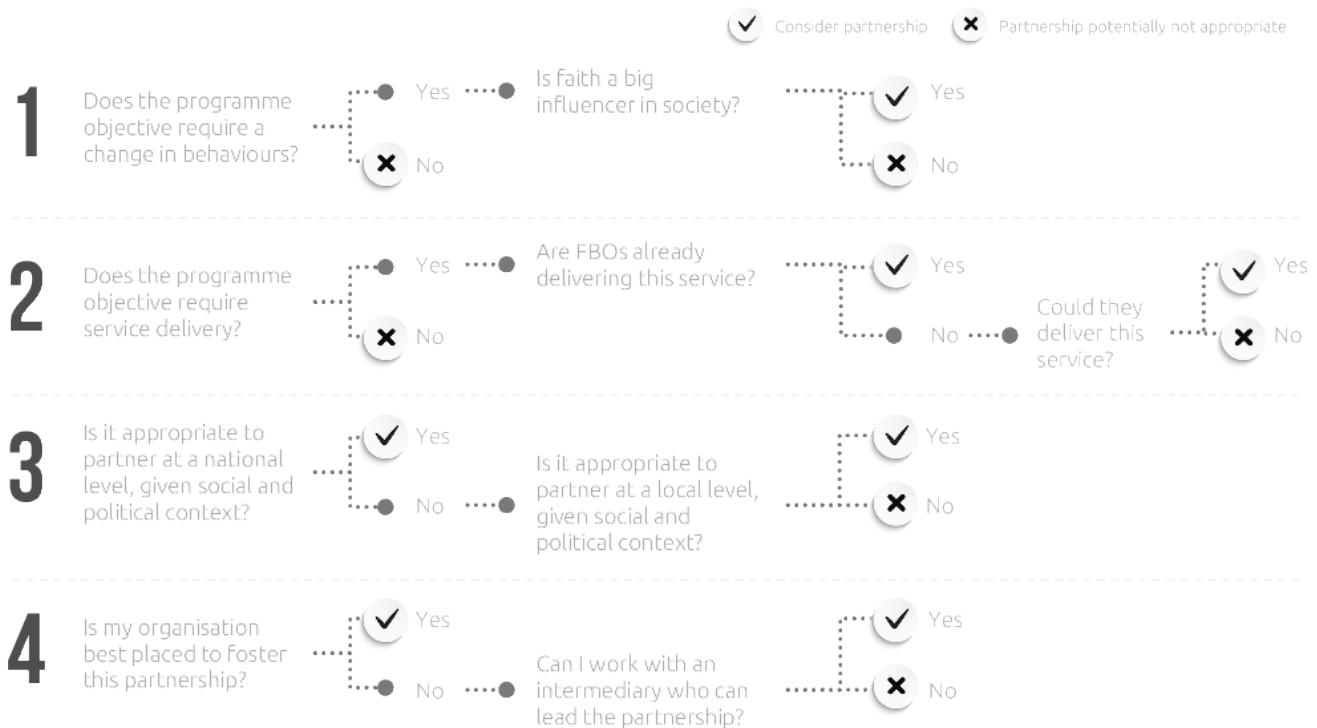 Consider partnership
Partnership potentially not appropriate
1
Does the programme
objective require a
change in behaviours?
Yes
No
Is faith a big
influencer in society?
Yes
No
2
Does the programme
objective require
service delivery?
Yes
No
Are FBOs already
delivering this service?
Yes
No
Could they
deliver this
service?
Yes
No
3
Is it appropriate to
partner at a national
level, given social and
political context?
Yes
No
Is it appropriate to
partner at a local level,
given social and
political context?
Yes
No
4
Is my organisation
best placed to foster
this partnership?
Yes
No
Can I work with an
intermediary who can
lead the partnership?
Yes
No